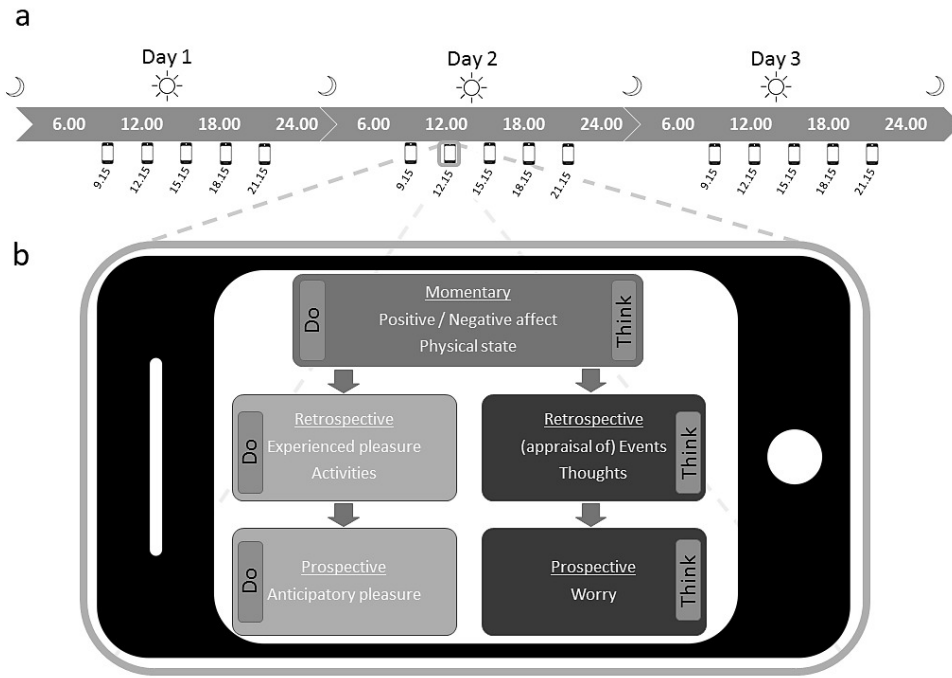 a
Day 1 Day 2 Day 3
6.00 12.00 18.00 24.00 6.00 12.00 18.00 24.00 6.00 12.00 18.00 24.00
9.15 12.15 15.15 18.15 21.15 9.15 12.15 15.15 18.15 21.15 9.15 12.15 15.15 18.15 21.15
b
Do
Momentary
Positive / Negative affect
Physical state
Think
Do
Retrospective
Experienced pleasure
Activities
Retrospective
(appraisal of) Events
Thoughts
Think
Do
Prospective
Anticipatory pleasure
Prospective
Worry
Think